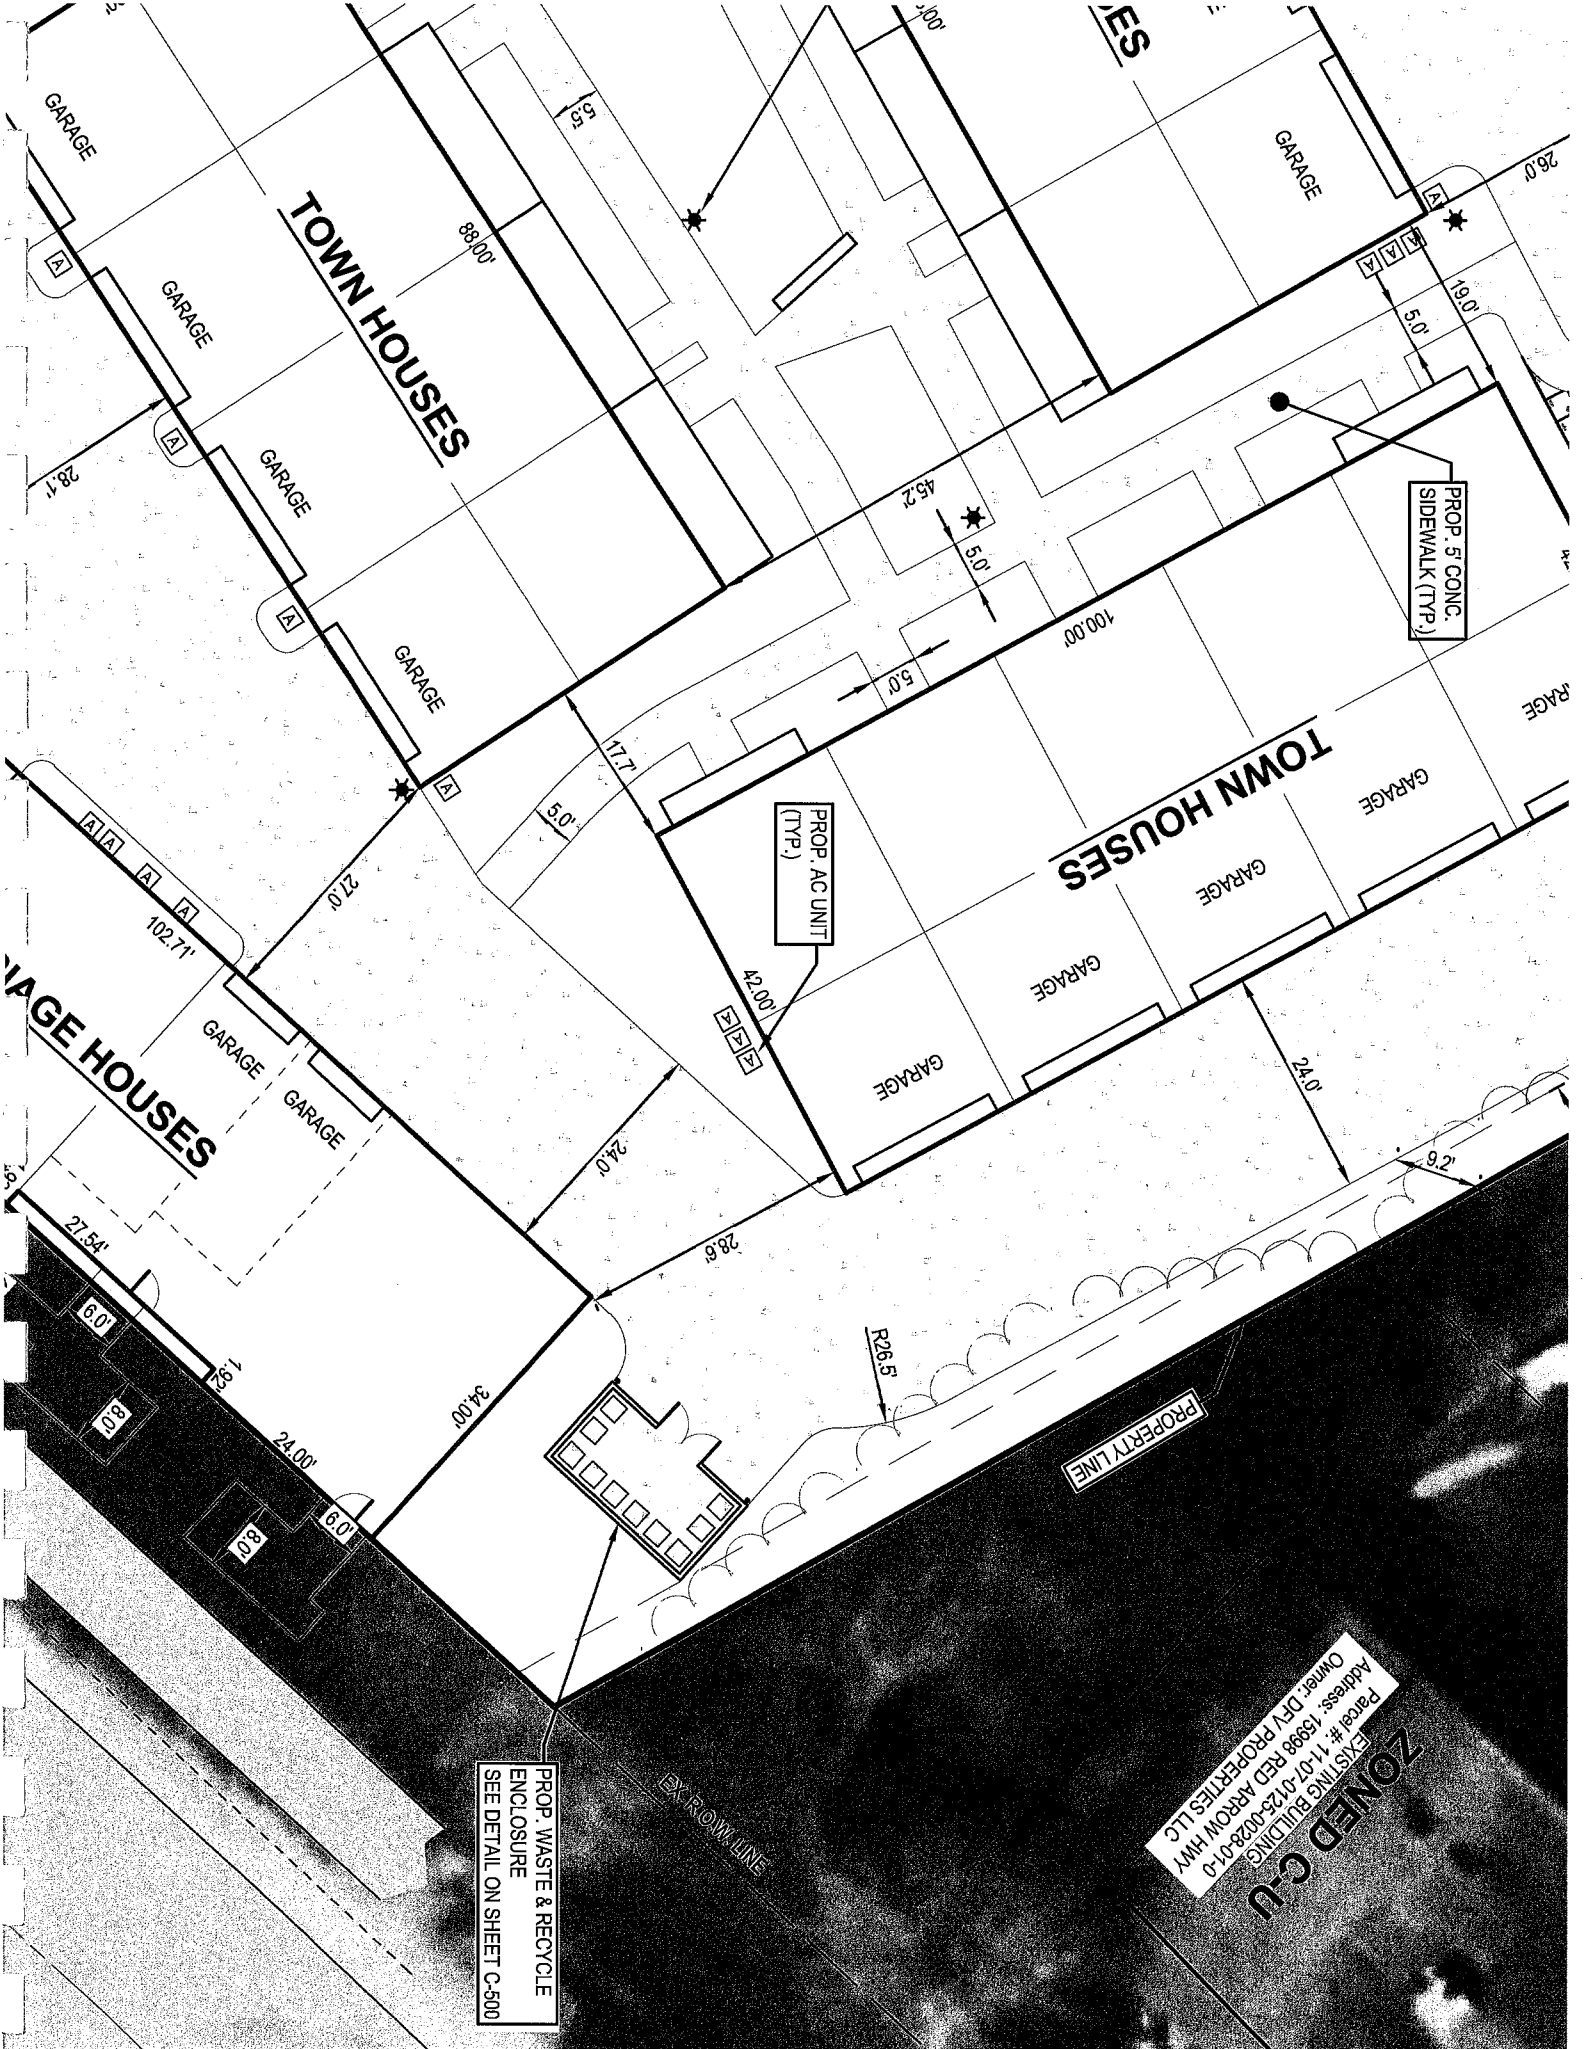 GARAGE
5.5'
TOWN HOUSES
88.00'
GARAGE
GARAGE
GARAGE
28.1'
A
A
A
A
GARAGE
26.0'
A
A
A
A
19.0'
5.0'
PROP. 5' CONC.
SIDEWALK (TYP.)
45.2'
5.0'
100.00'
5.0'
17.7'
5.0'
TOWN HOUSES
GARAGE
GARAGE
GARAGE
GARAGE
PROP. AC UNIT
(TYP.)
42.00'
A
A
A
27.0'
A
A
A
A
102.71'
GARAGE
GARAGE
24.0'
28.6'
24.0'
9.2'
R26.5'
27.54'
6.0'
1.92'
8.0'
24.00'
34.00'
6.0'
8.0'
PROPERTY LINE
PROP. WASTE & RECYCLE
ENCLOSURE
SEE DETAIL ON SHEET C-500
EX R.O.W. LINE
ZONED C-U
EXISTING BUILDING
Parcel #: 11-07-0125-0028-01-0
Address: 15998 RED ARROW HWY
Owner: DFV PROPERTIES LLC